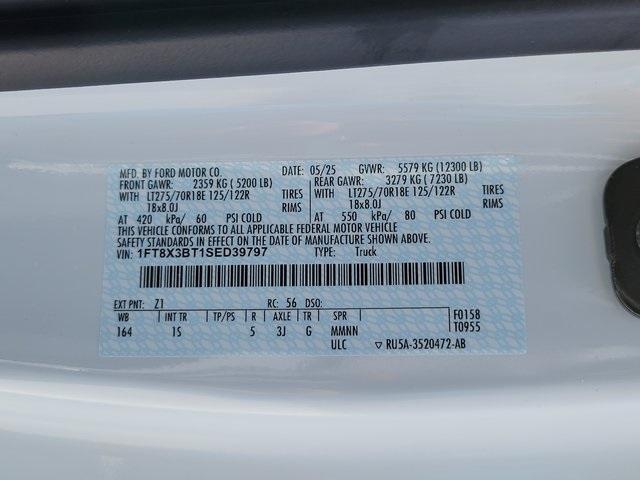 MFD. BY FORD MOTOR CO. DATE: 05/25 GVWR: 5579 KG (12300 LB)
FRONT GAWR: 2359 KG ( 5200 LB) REAR GAWR: 3279 KG ( 7230 LB)
WITH LT275/70R18E 125/122R TIRES WITH LT275/70R18E 125/122R TIRES
18x8.0J RIMS 18x8.0J RIMS
AT 420 kPa/ 60 PSI COLD AT 550 kPa/ 80 PSI COLD
THIS VEHICLE CONFORMS TO ALL APPLICABLE FEDERAL MOTOR VEHICLE
SAFETY STANDARDS IN EFFECT ON THE DATE OF MANUFACTURE SHOWN ABOVE.
VIN: 1FT8X3BT1SED39797 TYPE: Truck
EXT PNT: Z1 RC: 56 DSO: F0158
WB INT TR TP/PS R AXLE TR SPR T0955
164 1S 5 3J G MMNN
ULC ▽ RU5A-3520472-AB